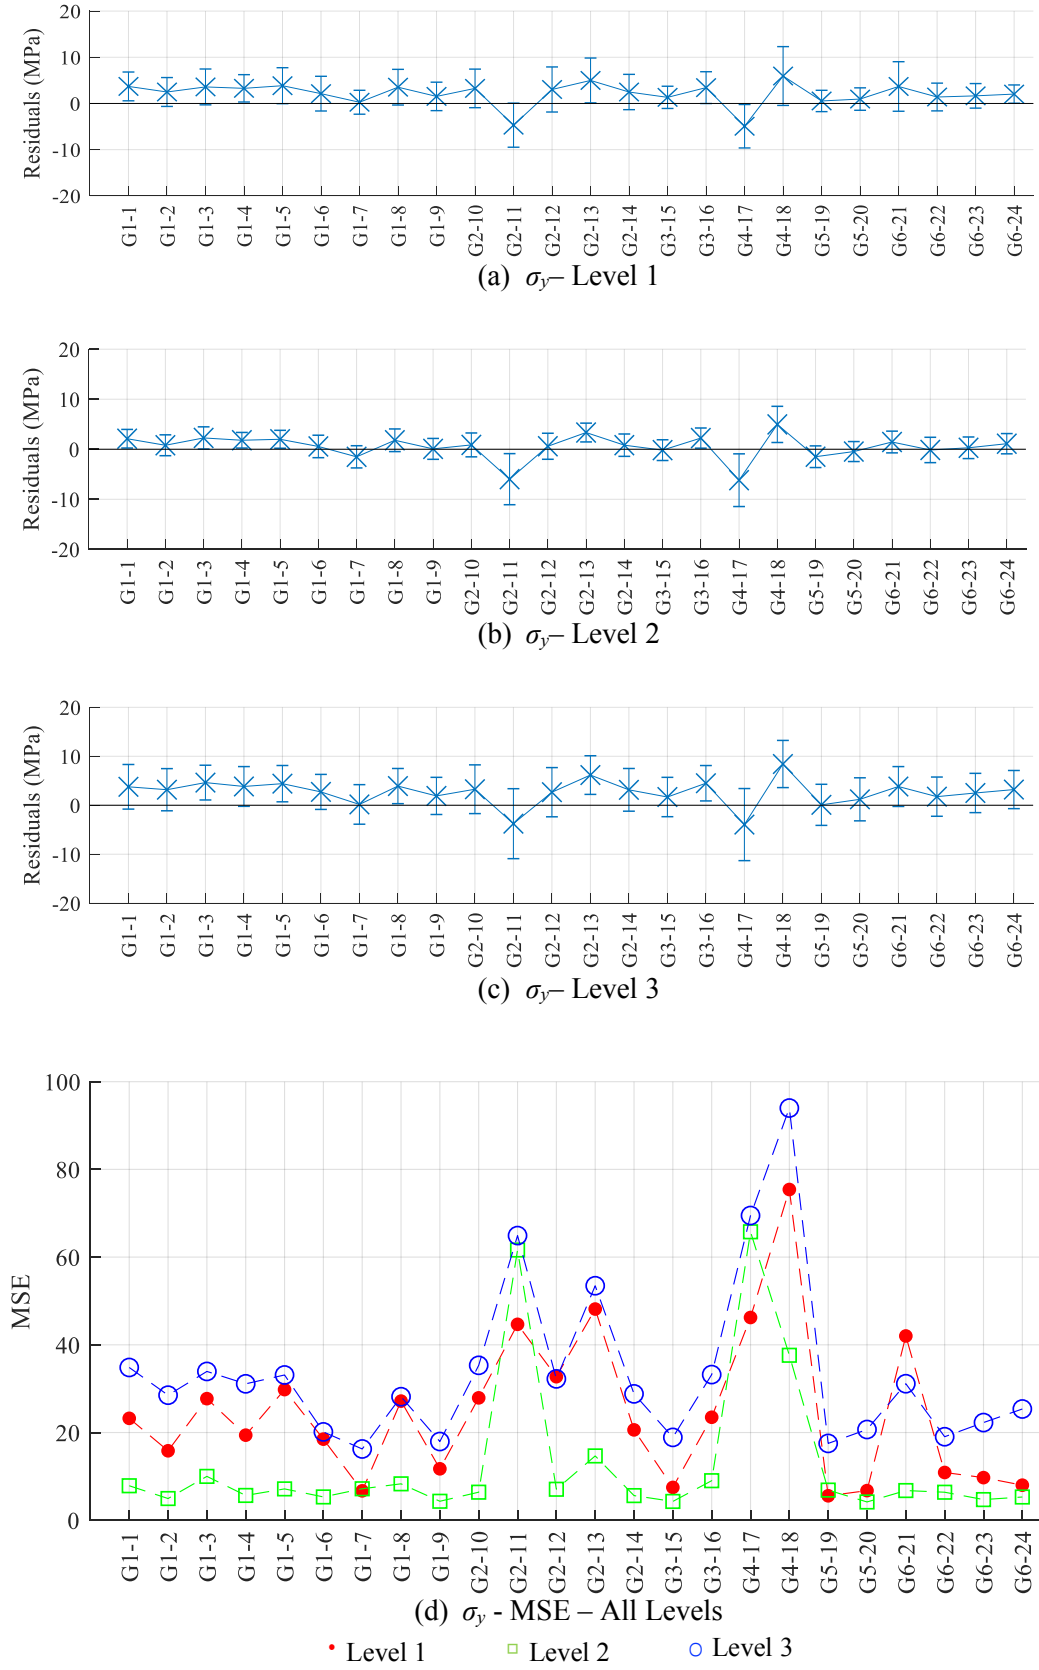 20
10
0
-10
-20
Residuals (MPa)
G1-1 G1-2 G1-3 G1-4 G1-5 G1-6 G1-7 G1-8 G1-9 G2-10 G2-11 G2-12 G2-13 G2-14 G3-15 G3-16 G4-17 G4-18 G5-19 G5-20 G6-21 G6-22 G6-23 G6-24
(a) σy– Level 1
20
10
0
-10
-20
Residuals (MPa)
G1-1 G1-2 G1-3 G1-4 G1-5 G1-6 G1-7 G1-8 G1-9 G2-10 G2-11 G2-12 G2-13 G2-14 G3-15 G3-16 G4-17 G4-18 G5-19 G5-20 G6-21 G6-22 G6-23 G6-24
(b) σy– Level 2
20
10
0
-10
-20
Residuals (MPa)
G1-1 G1-2 G1-3 G1-4 G1-5 G1-6 G1-7 G1-8 G1-9 G2-10 G2-11 G2-12 G2-13 G2-14 G3-15 G3-16 G4-17 G4-18 G5-19 G5-20 G6-21 G6-22 G6-23 G6-24
(c) σy– Level 3
100
80
60
40
20
0
MSE
G1-1 G1-2 G1-3 G1-4 G1-5 G1-6 G1-7 G1-8 G1-9 G2-10 G2-11 G2-12 G2-13 G2-14 G3-15 G3-16 G4-17 G4-18 G5-19 G5-20 G6-21 G6-22 G6-23 G6-24
(d) σy - MSE – All Levels
Level 1 Level 2 Level 3